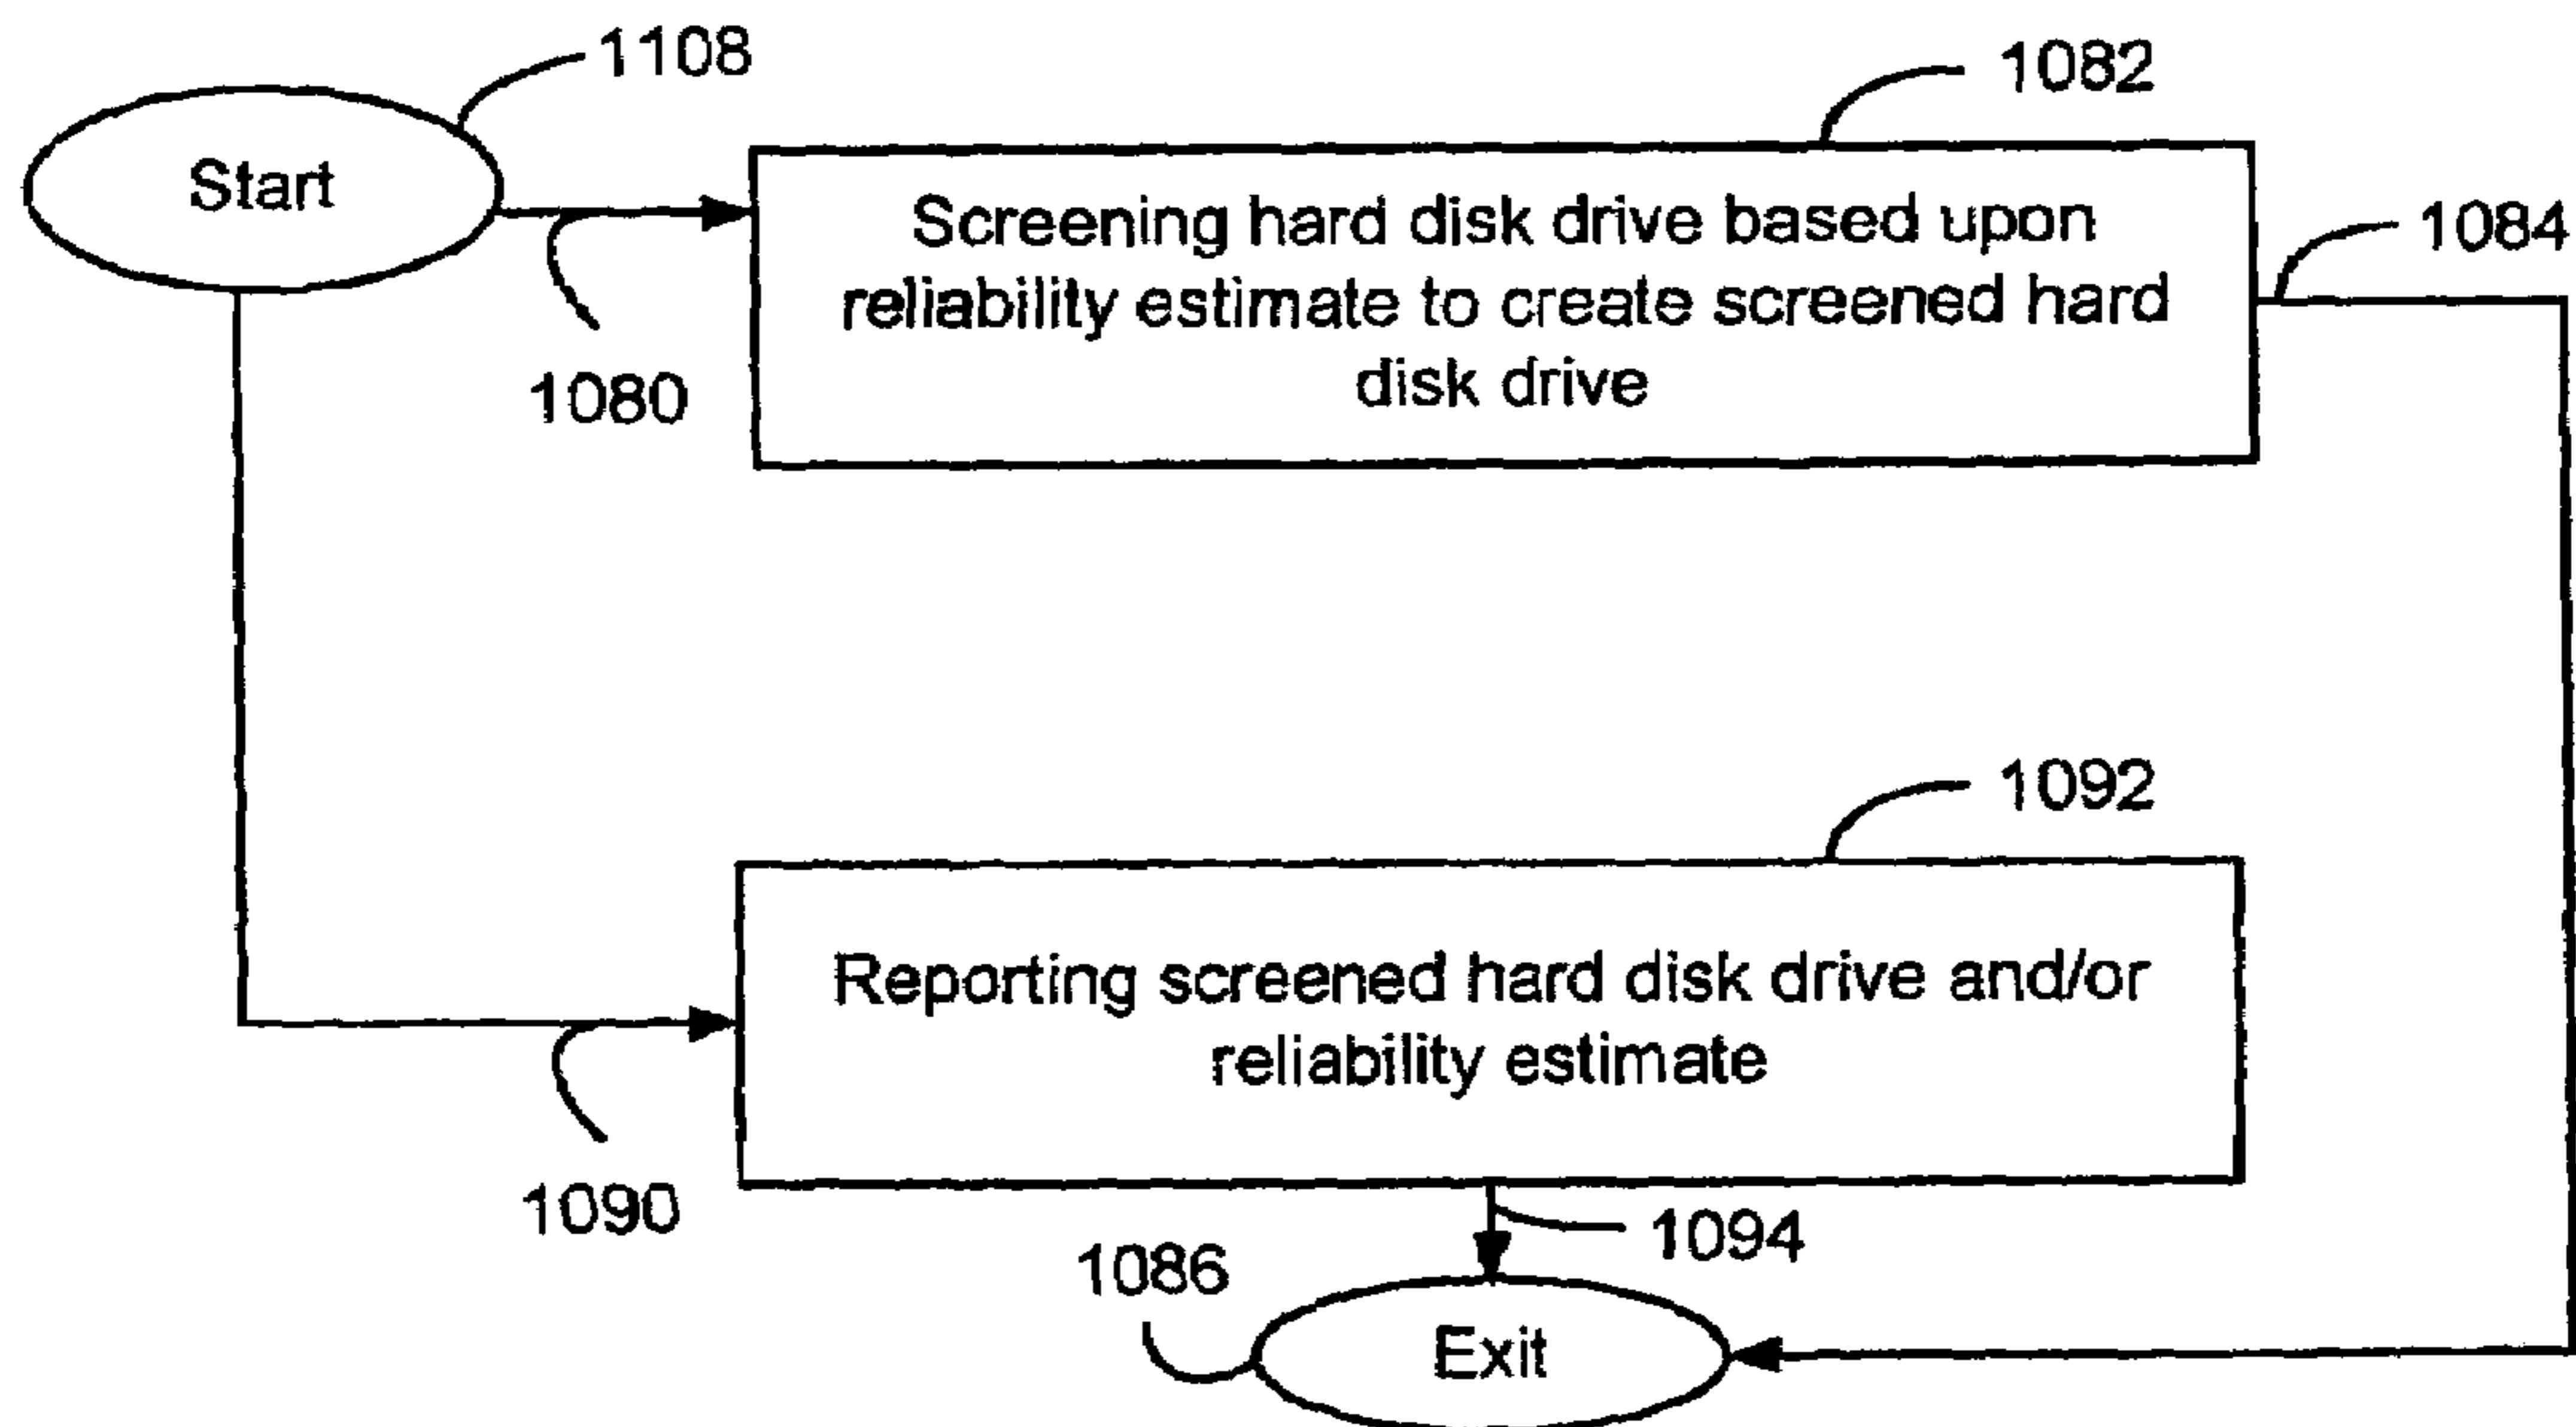 1108
Start
1082
Screening hard disk drive based upon
reliability estimate to create screened hard
disk drive
1084
1080
1092
Reporting screened hard disk drive and/or
reliability estimate
1090
1094
1086
Exit